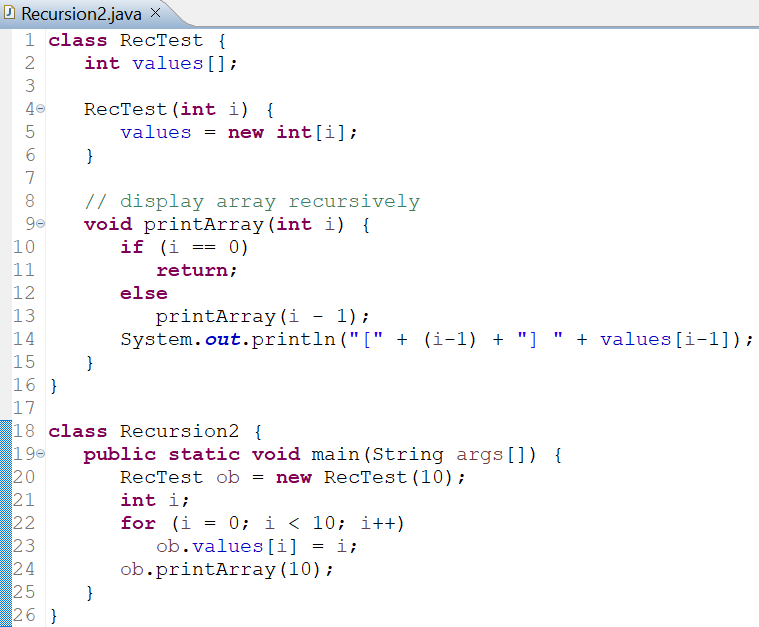 Recursion2.java
1 class RecTest {
2    int values[];
3
4    RecTest(int i) {
5       values = new int[i];
6    }
7
8    // display array recursively
9    void printArray(int i) {
10       if (i == 0)
11          return;
12       else
13          printArray(i - 1);
14       System.out.println("[" + (i-1) + "] " + values[i-1]);
15    }
16 }
17
18 class Recursion2 {
19    public static void main(String args[]) {
20       RecTest ob = new RecTest(10);
21       int i;
22       for (i = 0; i < 10; i++)
23          ob.values[i] = i;
24       ob.printArray(10);
25    }
26 }